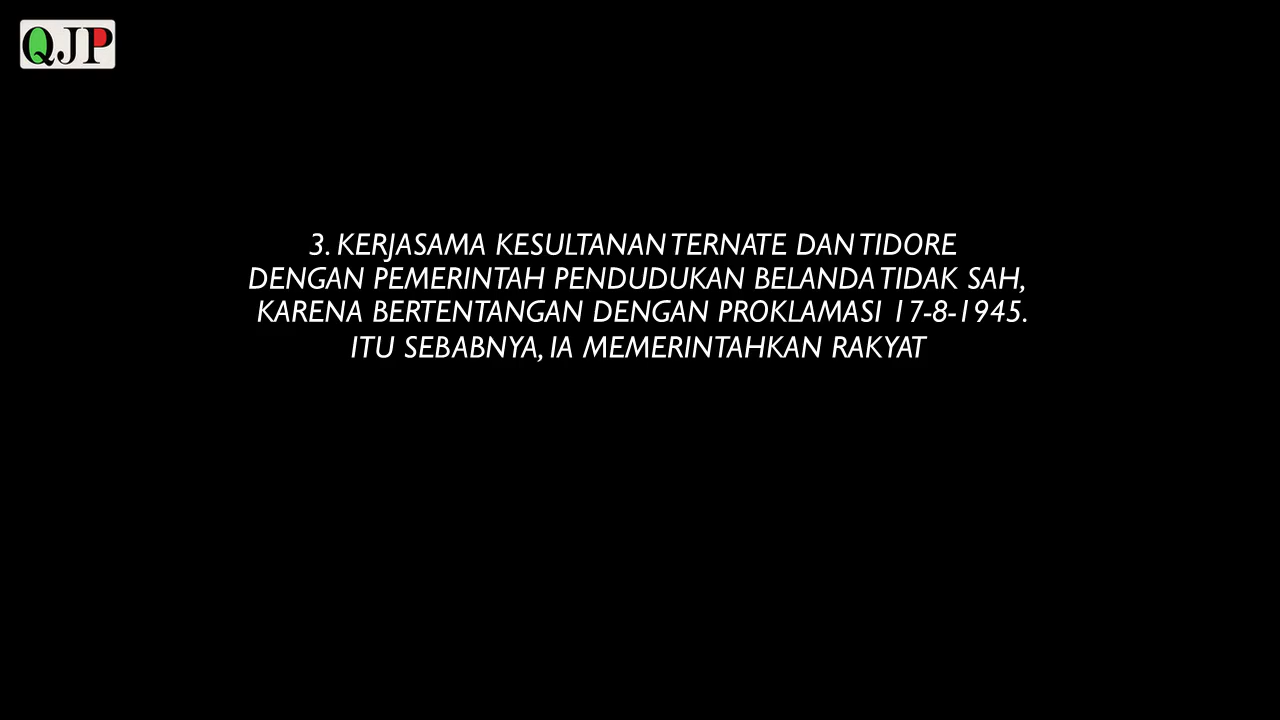 QJP
3. KERJASAMA KESULTANAN TERNATE DAN TIDORE
DENGAN PEMERINTAH PENDUDUKAN BELANDA TIDAK SAH,
KARENA BERTENTANGAN DENGAN PROKLAMASI 17-8-1945.
ITU SEBABNYA, IA MEMERINTAHKAN RAKYAT